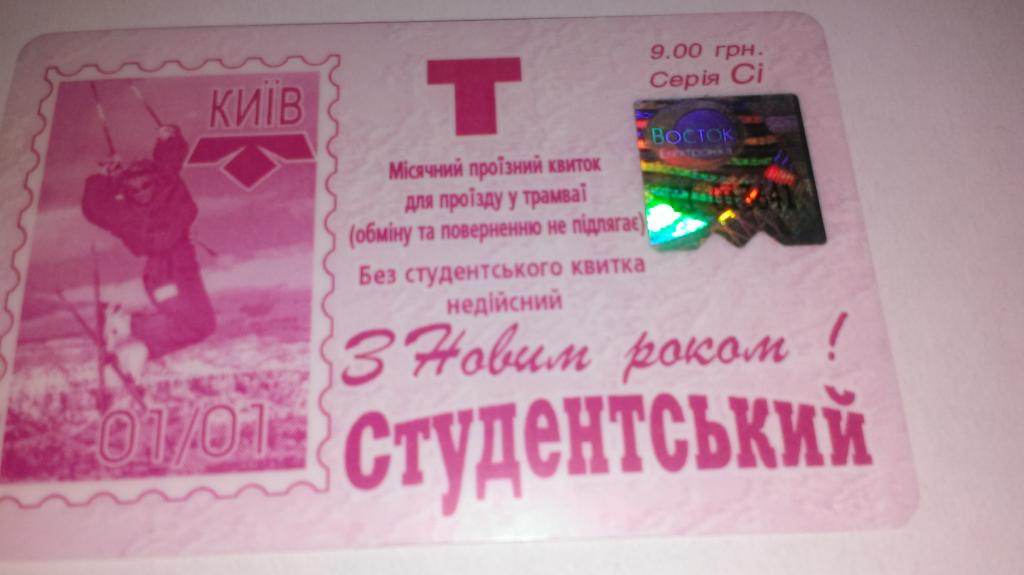 КИЇВ
01/01
Т
Місячний проїзний квиток
для проїзду у трамваї
(обміну та поверненню не підлягає)
Без студентського квитка
недійсний
З Новим роком !
СТУДЕНТСЬКИЙ
9.00 грн.
Серія Сі
ВОСТОК